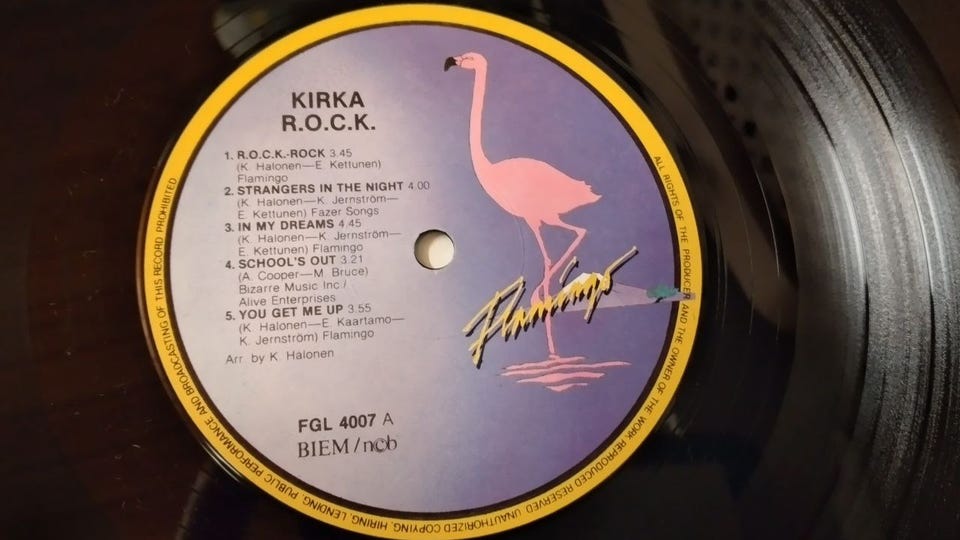 KIRKA
R.O.C.K.
1. R.O.C.K.-ROCK 3.45
(K. Halonen—E. Kettunen)
Flamingo
2. STRANGERS IN THE NIGHT 4.00
(K. Halonen—K. Jernström—
E. Kettunen) Fazer Songs
3. IN MY DREAMS 4.45
(K. Halonen—K. Jernström—
E. Kettunen) Flamingo
4. SCHOOL'S OUT 3.21
(A. Cooper—M. Bruce)
Bizarre Music Inc/
Alive Enterprises
5. YOU GET ME UP 3.55
(K. Halonen—E. Kaartamo—
K. Jernström) Flamingo
Arr by K. Halonen
FGL 4007 A
BIEM/ncb
Flamingo
ALL RIGHTS OF THE PRODUCER AND THE OWNER OF THE WORK REPRODUCED RESERVED UNAUTHORIZED COPYING, HIRING, LENDING, PUBLIC PERFORMANCE AND BROADCASTING OF THIS RECORD PROHIBITED